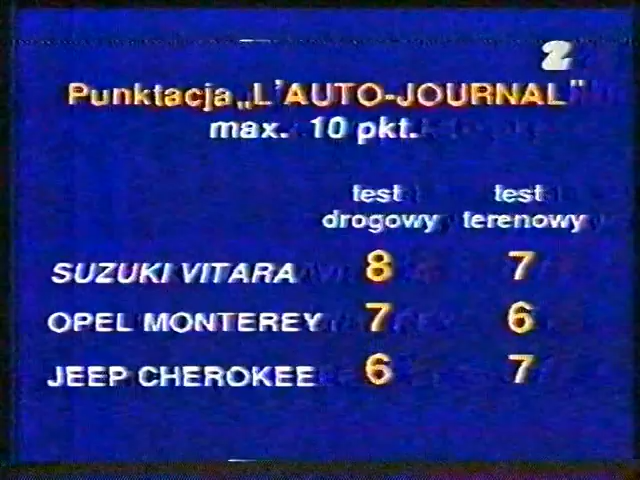 2
Punktacja „L'AUTO-JOURNAL"
max. 10 pkt.
test test
drogowy terenowy
SUZUKI VITARA 8 7
OPEL MONTEREY 7 6
JEEP CHEROKEE 6 7